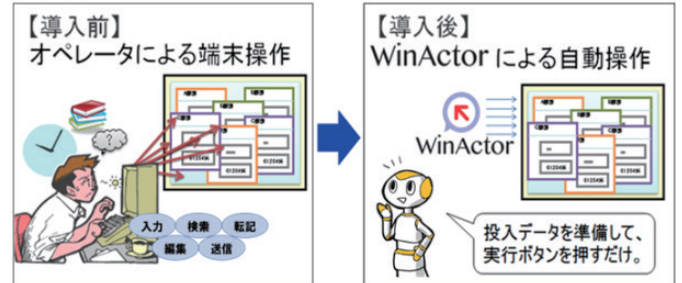 【導入前】
オペレータによる端末操作
入力
検索
転記
編集
送信
【導入後】
WinActor による自動操作
WinActor
投入データを準備して、
実行ボタンを押すだけ。